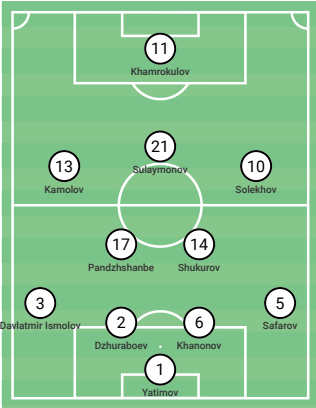 11
Khamrokulov
21
Sulaymonov
13
Kamolov
10
Solekhov
17
Pandzhshanbe
14
Shukurov
3
Davlatmir Ismolov
2
Dzhuraboev
6
Khanonov
5
Safarov
1
Yatimov